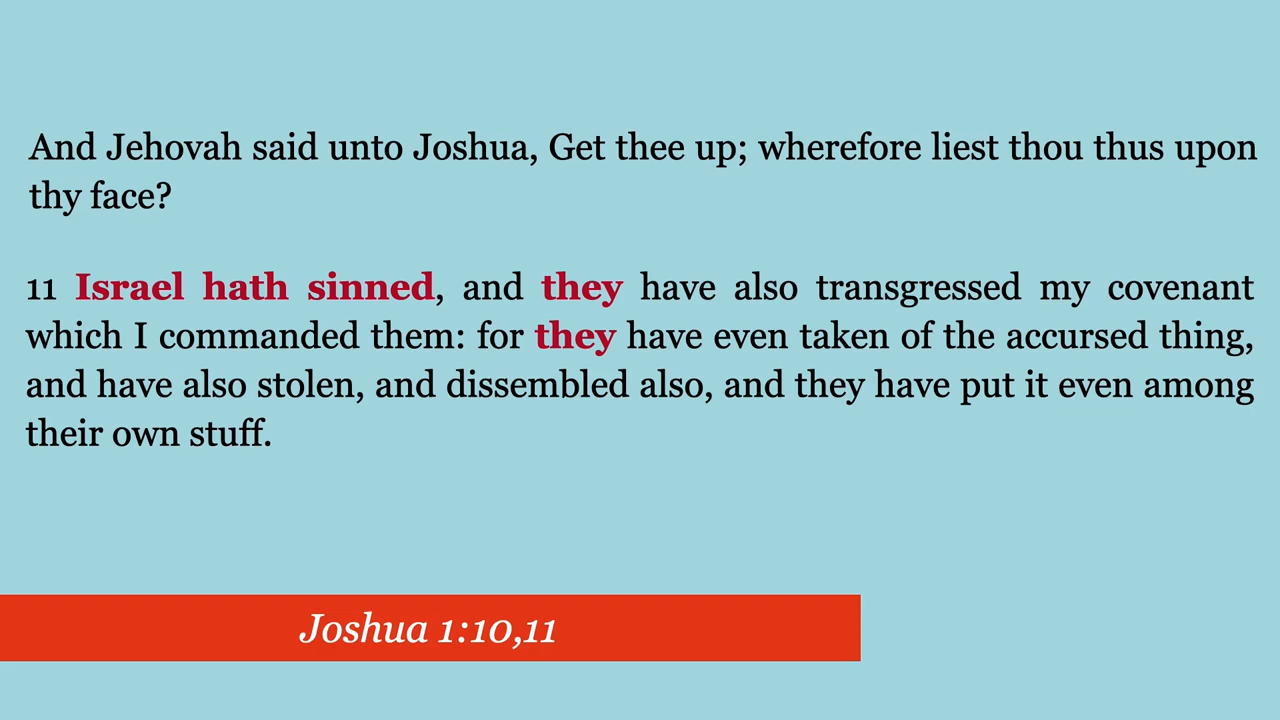 And Jehovah said unto Joshua, Get thee up; wherefore liest thou thus upon
thy face?
11 Israel hath sinned, and they have also transgressed my covenant
which I commanded them: for they have even taken of the accursed thing,
and have also stolen, and dissembled also, and they have put it even among
their own stuff.
Joshua 1:10,11